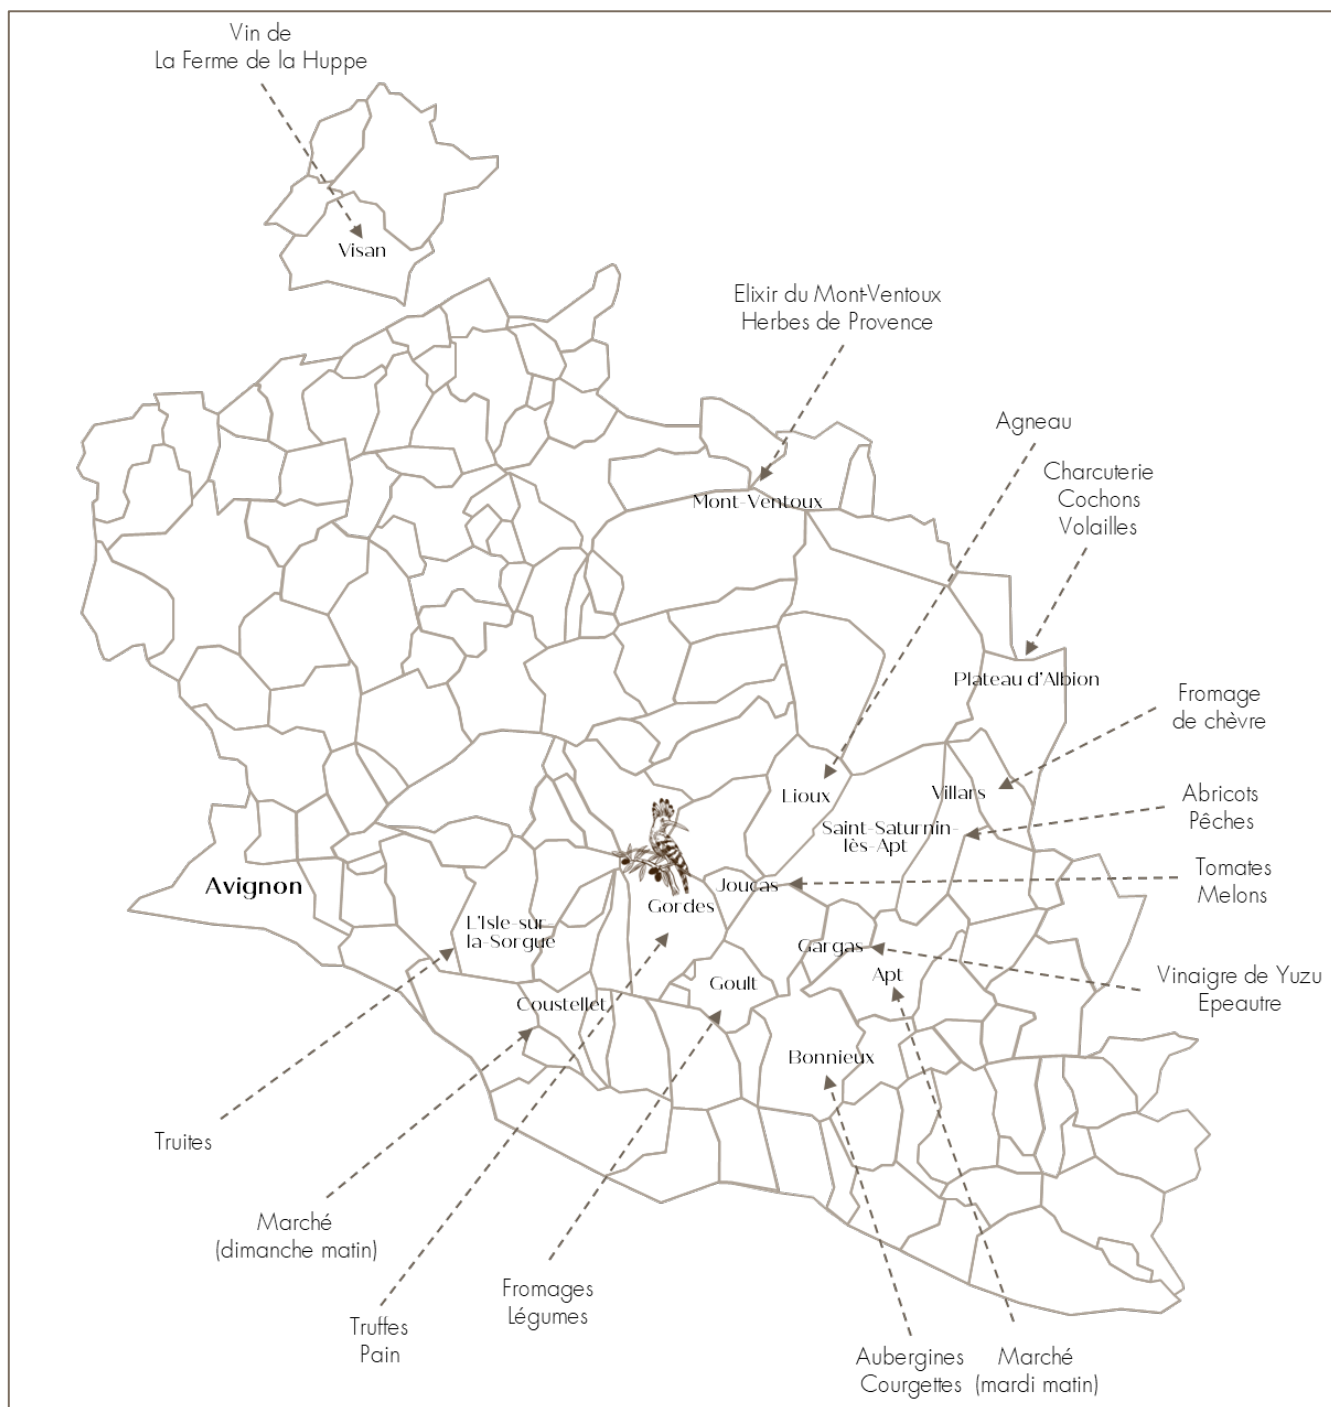 Vin de
La Ferme de la Huppe
Visan
Elixir du Mont-Ventoux
Herbes de Provence
Agneau
Charcuterie
Cochons
Volailles
Mont-Ventoux
Plateau d'Albion
Fromage
de chèvre
Lioux
Villars
Abricots
Pêches
Saint-Saturnin-
lès-Apt
Tomates
Melons
Avignon
Joucas
Gordes
L'Isle-sur-
la-Sorgue
Gargas
Apt
Vinaigre de Yuzu
Epeautre
Goult
Coustellet
Bonnieux
Truites
Marché
(dimanche matin)
Fromages
Légumes
Truffes
Pain
Aubergines
Courgettes
Marché
(mardi matin)